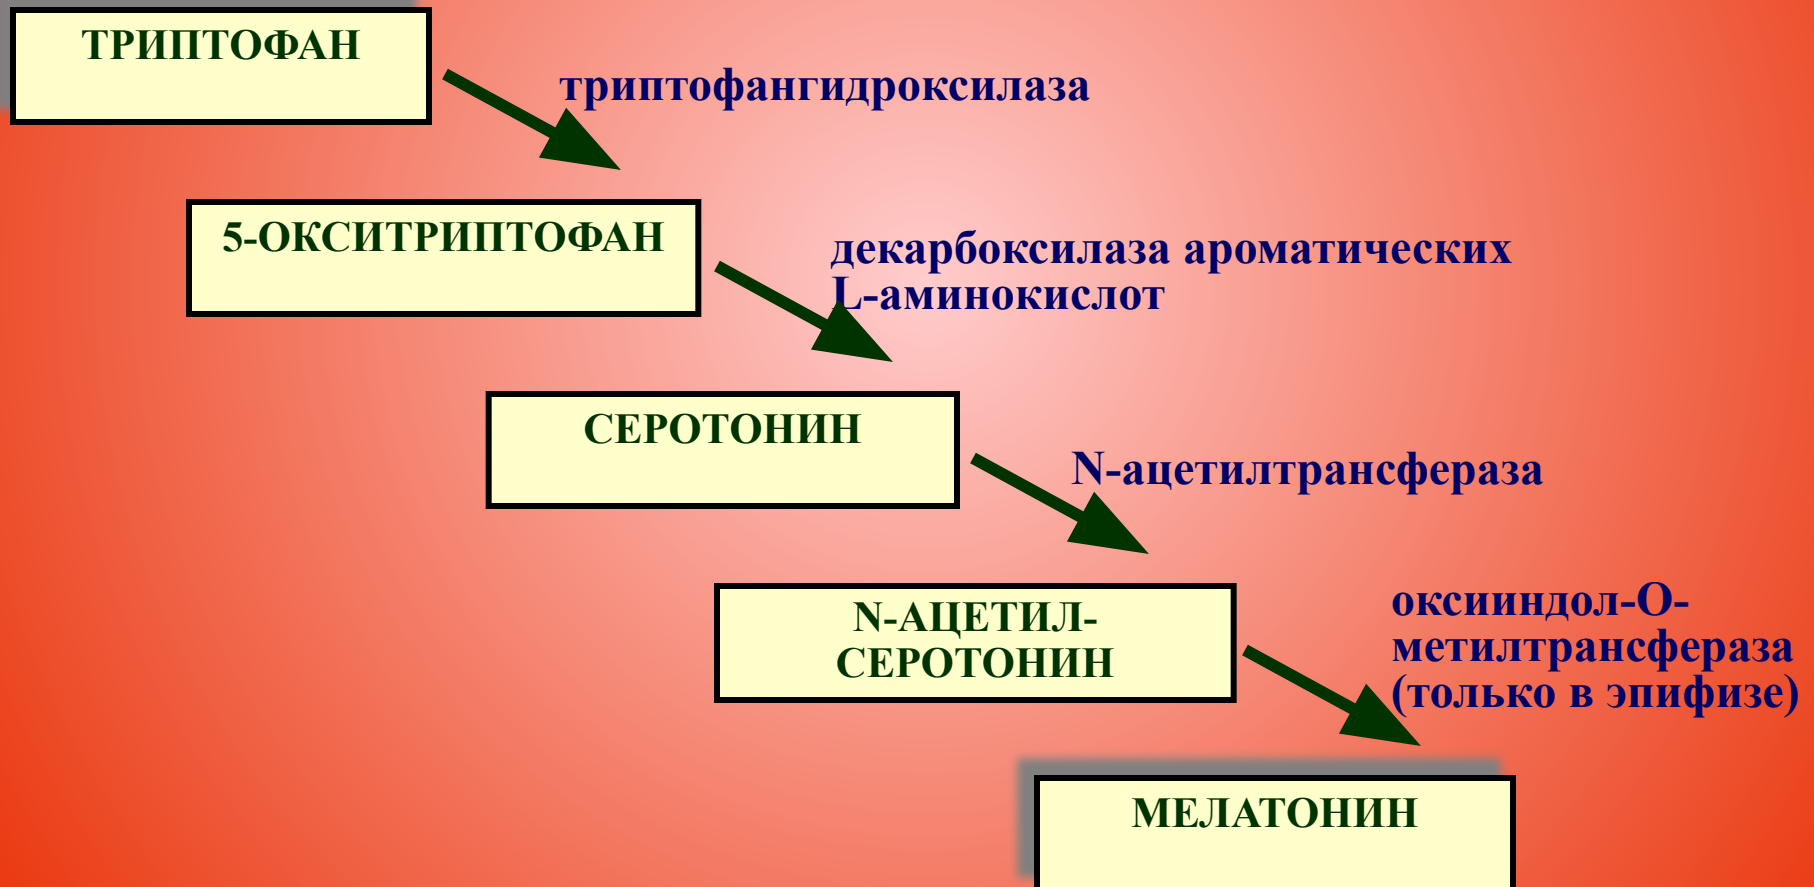 ТРИПТОФАН
триптофангидроксилаза
5-ОКСИТРИПТОФАН
декарбоксилаза ароматических
L-аминокислот
СЕРОТОНИН
N-ацетилтрансфераза
N-АЦЕТИЛ-
СЕРОТОНИН
оксииндол-О-
метилтрансфераза
(только в эпифизе)
МЕЛАТОНИН